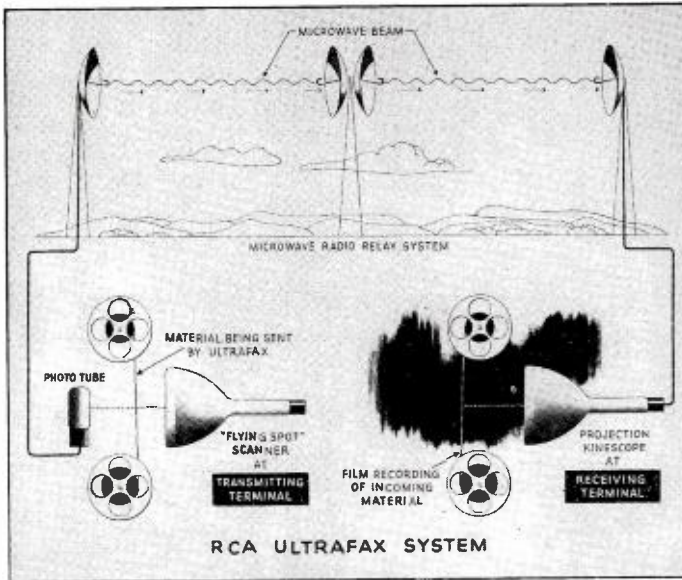 MICROWAVE BEAM
MICROWAVE RADIO RELAY SYSTEM
MATERIAL BEING SENT
BY ULTRAFAX
PHOTO TUBE
"FLYING SPOT"
SCANNER
AT
TRANSMITTING
TERMINAL
FILM RECORDING
OF INCOMING
MATERIAL
PROJECTION
KINESCOPE
AT
RECEIVING
TERMINAL
RCA ULTRAFAX SYSTEM